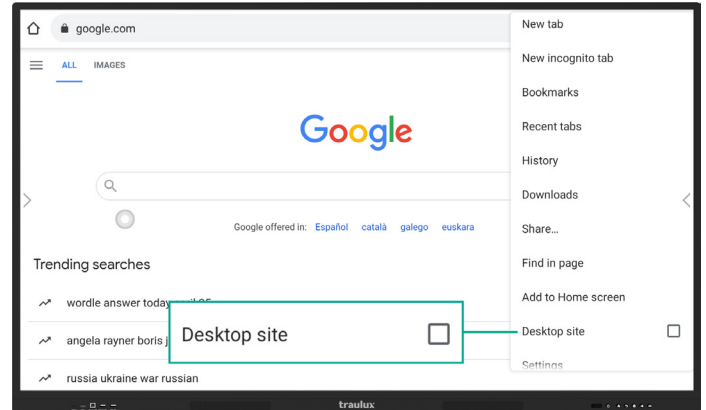 google.com
ALL IMAGES
Google
Google offered in: Español català galego euskara
Trending searches
wordle answer today
angela rayner boris j
russia ukraine war russian
New tab
New incognito tab
Bookmarks
Recent tabs
History
Downloads
Share...
Find in page
Add to Home screen
Desktop site
Settings
Desktop site
traulux